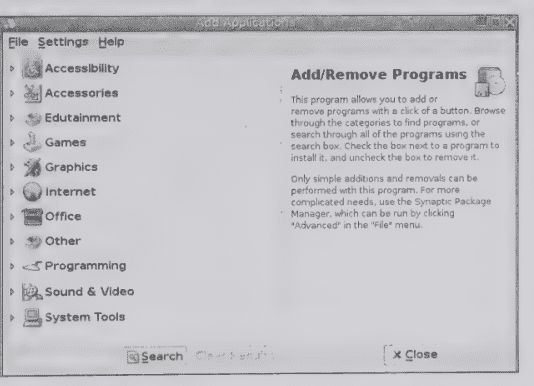 Add Applications
File Settings Help
Accessibility
Accessories
Edutainment
Games
Graphics
Internet
Office
Other
Programming
Sound & Video
System Tools
Add/Remove Programs
This program allows you to add or
remove programs with a click of a button. Browse
through the categories to find programs, or
search through all of the programs using the
search box. Check the box next to a program to
install it, and uncheck the box to remove it.
Only simple additions and removals can be
performed with this program. For more
complicated needs, use the Synaptic Package
Manager, which can be run by clicking
"Advanced" in the "File" menu.
Search Clear Results
Close